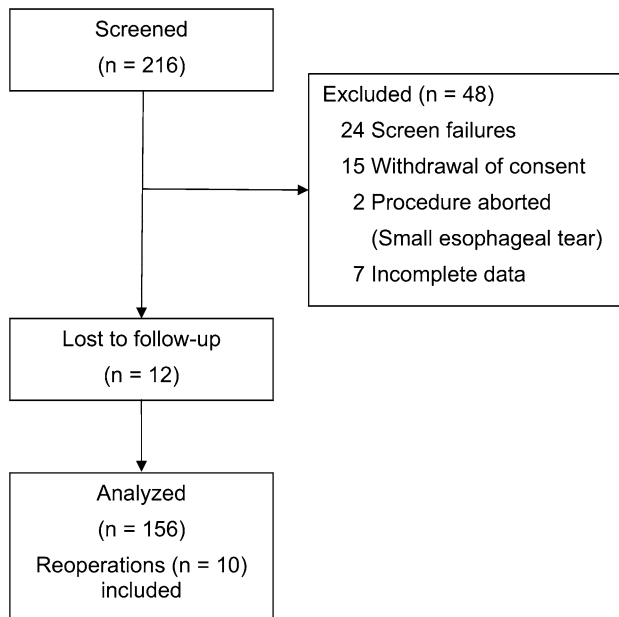 Screened
(n = 216)
Excluded (n = 48)
24 Screen failures
15 Withdrawal of consent
2 Procedure aborted
(Small esophageal tear)
7 Incomplete data
Lost to follow-up
(n = 12)
Analyzed
(n = 156)
Reoperations (n = 10)
included